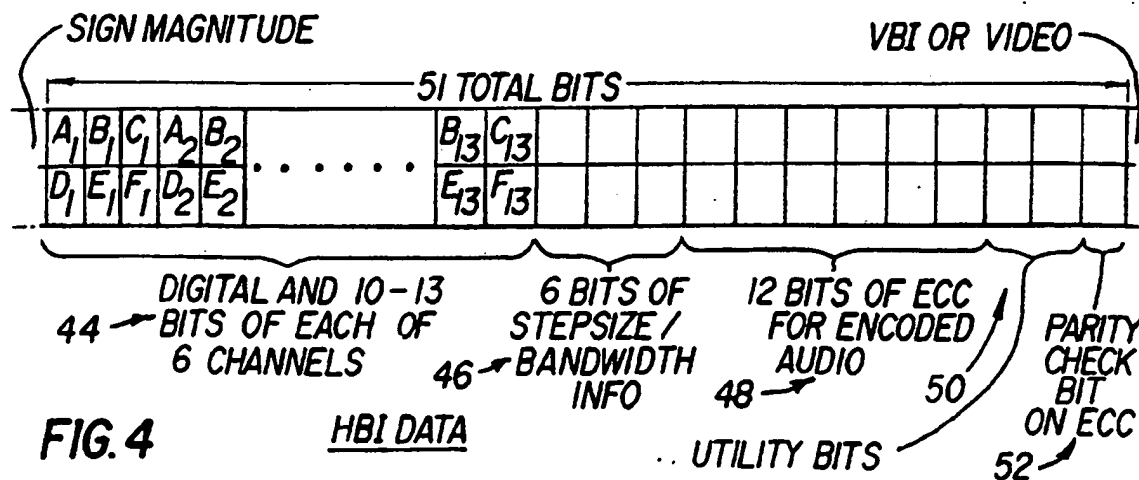 SIGN MAGNITUDE
VBI OR VIDEO
51 TOTAL BITS
A1 B1 C1 A2 B2 ...... B13 C13
D1 E1 F1 D2 E2 E13 F13
DIGITAL AND 10-13
BITS OF EACH OF
6 CHANNELS
44
6 BITS OF
STEPSIZE /
BANDWIDTH
INFO
46
12 BITS OF ECC
FOR ENCODED
AUDIO
48
50
UTILITY BITS
PARITY
CHECK
BIT
ON ECC
52
FIG. 4
HBI DATA